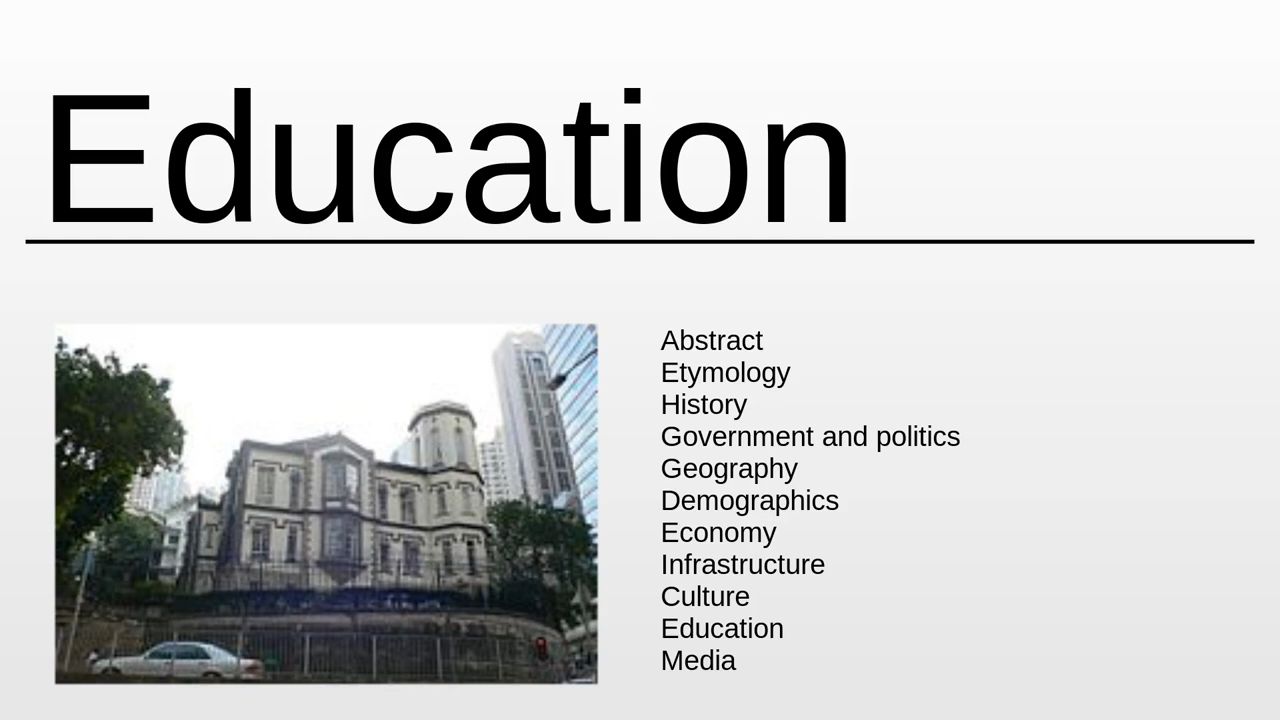 Education
Abstract
Etymology
History
Government and politics
Geography
Demographics
Economy
Infrastructure
Culture
Education
Media